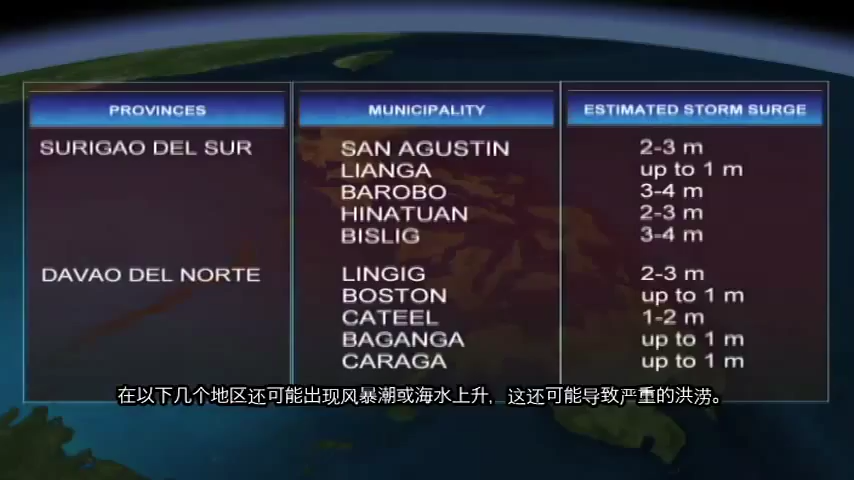 PROVINCES MUNICIPALITY ESTIMATED STORM SURGE
SURIGAO DEL SUR SAN AGUSTIN 2-3 m
LIANGA up to 1 m
BAROBO 3-4 m
HINATUAN 2-3 m
BISLIG 3-4 m
DAVAO DEL NORTE LINGIG 2-3 m
BOSTON up to 1 m
CATEEL 1-2 m
BAGANGA up to 1 m
CARAGA up to 1 m
在以下几个地区还可能出现风暴潮或海水上升，这还可能导致严重的洪涝。